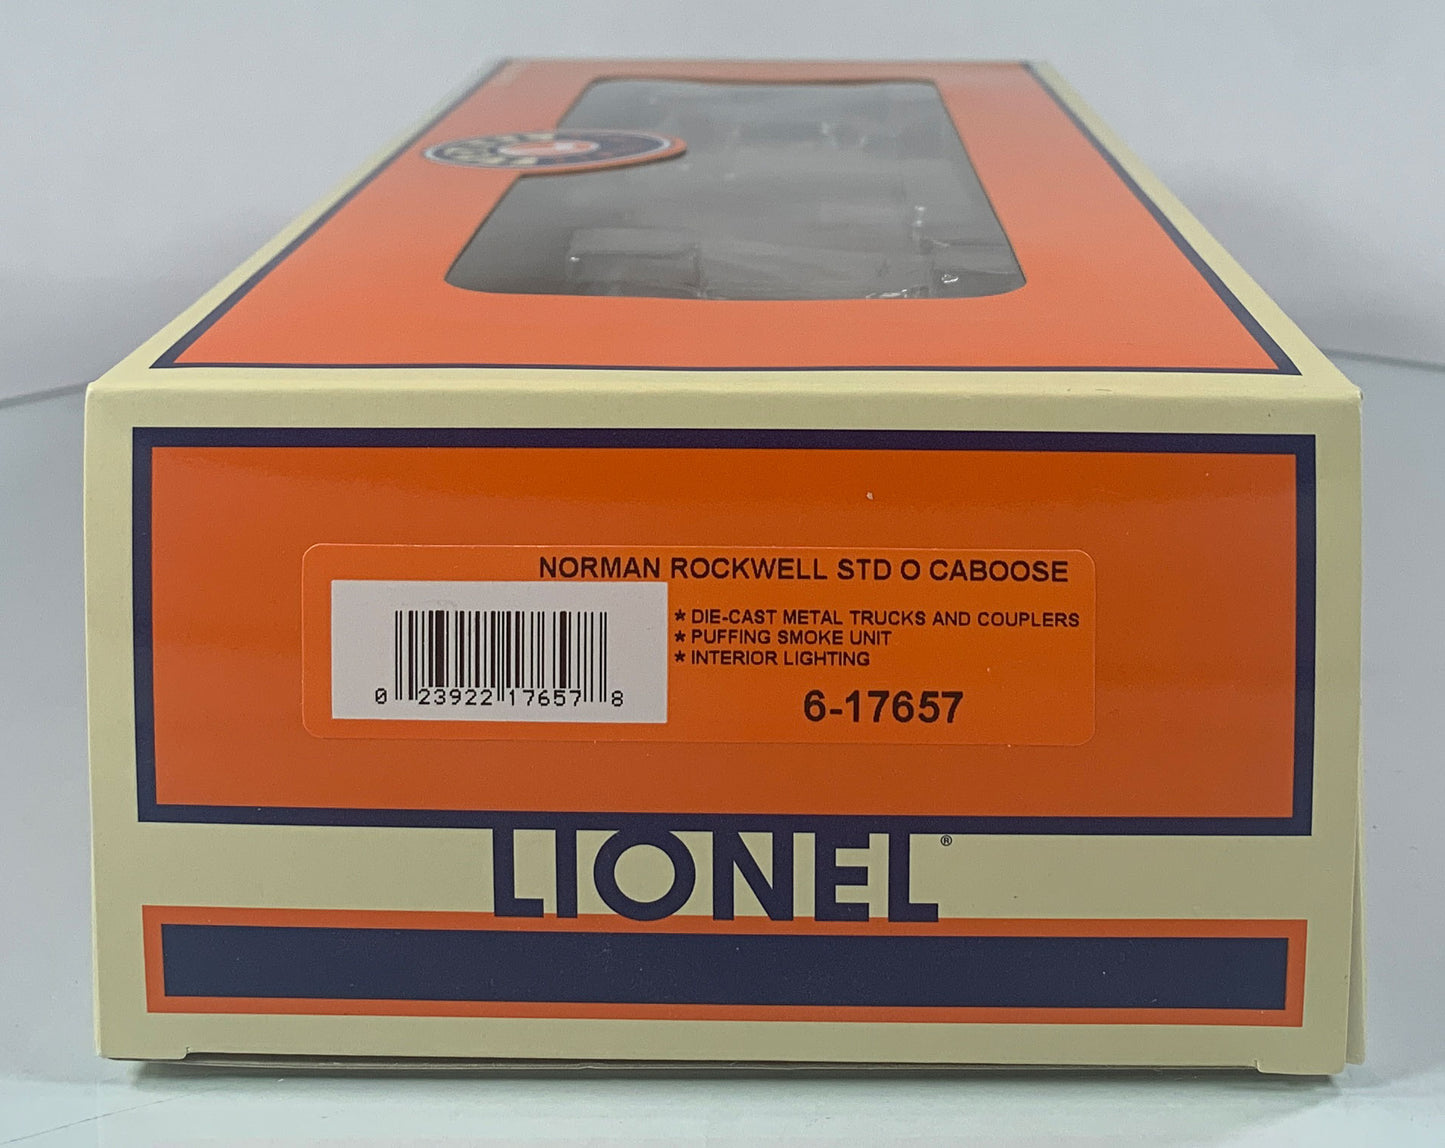 NORMAN ROCKWELL STD O CABOOSE
* DIE-CAST METAL TRUCKS AND COUPLERS
* PUFFING SMOKE UNIT
* INTERIOR LIGHTING
0 23922 17657 8
6-17657
LIONEL®